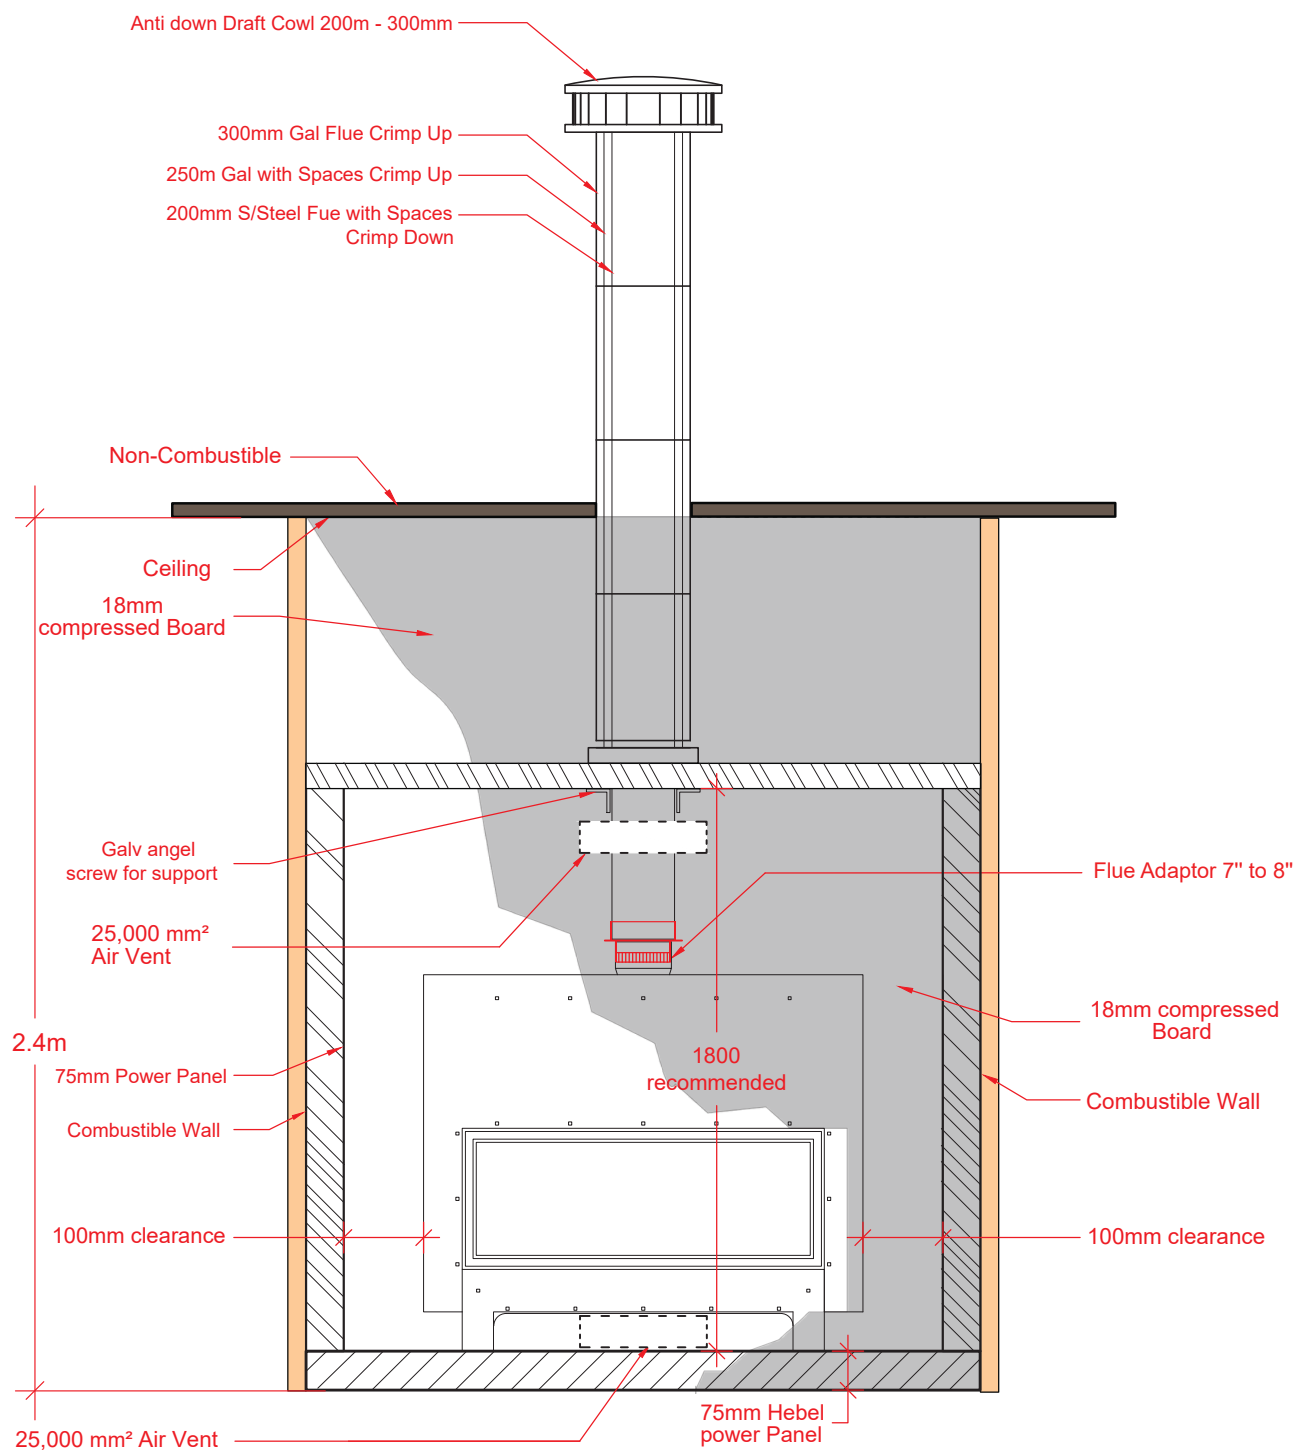 Anti down Draft Cowl 200m - 300mm
300mm Gal Flue Crimp Up
250m Gal with Spaces Crimp Up
200mm S/Steel Fue with Spaces
Crimp Down
Non-Combustible
Ceiling
18mm
compressed Board
Galv angel
screw for support
Flue Adaptor 7" to 8"
25,000 mm²
Air Vent
18mm compressed
Board
2.4m
1800
recommended
75mm Power Panel
Combustible Wall
Combustible Wall
100mm clearance
100mm clearance
75mm Hebel
power Panel
25,000 mm² Air Vent